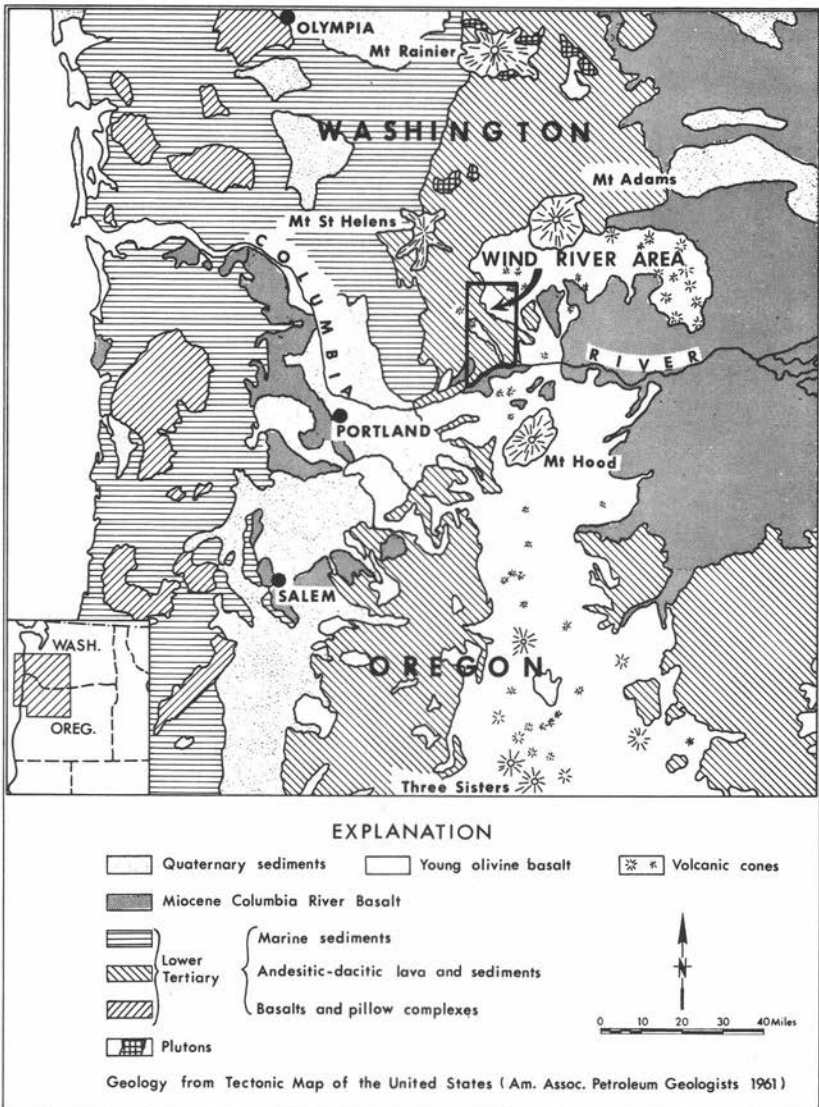 OLYMPIA
Mt Rainier
WASHINGTON
Mt Adams
Mt St Helens
COLUMBIA
WIND RIVER AREA
RIVER
PORTLAND
Mt Hood
SALEM
WASH.
OREGON
OREG.
Three Sisters
EXPLANATION
Quaternary sediments Young olivine basalt Volcanic cones
Miocene Columbia River Basalt
Marine sediments
Lower Tertiary Andesitic-dacitic lava and sediments
Basalts and pillow complexes
Plutons
N
0 10 20 30 40 Miles
Geology from Tectonic Map of the United States ( Am. Assoc. Petroleum Geologists 1961 )